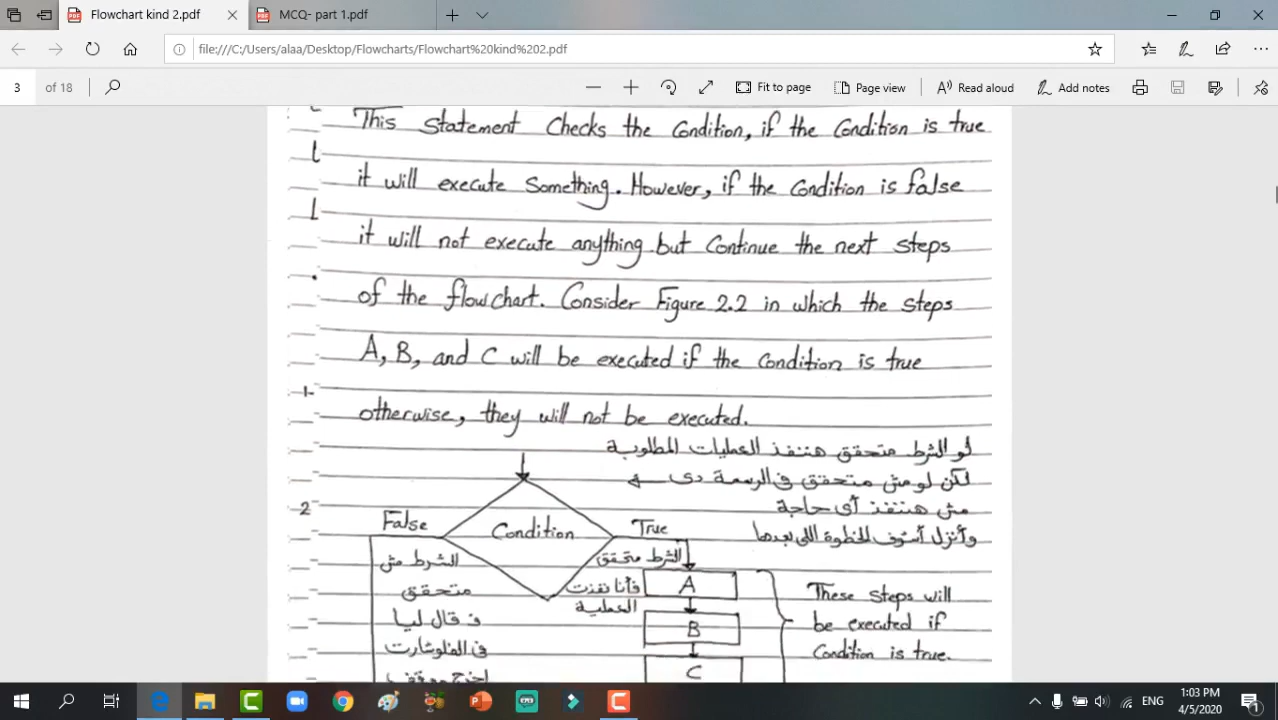 Flowchart kind 2.pdf
MCQ- part 1.pdf
file:///C:/Users/alaa/Desktop/Flowcharts/Flowchart%20kind%202.pdf
3 of 18
Fit to page
Page view
Read aloud
Add notes
This Statement Checks the Condition, if the Condition is true
it will execute Something. However, if the Condition is false
it will not execute anything but Continue the next steps
of the flowchart. Consider Figure 2.2 in which the steps
A, B, and C will be executed if the Condition is true
otherwise, they will not be executed.
لو الشرط متحقق هننفذ العمليات المطلوبة
لكن لو مش متحقق في الرسمة دى
مش هننفذ أى حاجة
وأنزل أشوف الخطوة اللى بعدها
2
False
Condition
True
الشرط مش
متحقق
ف قال ليا
فى الفلوشارت
الشرط متحقق
فأنا نفذت
العملية
A
B
C
These steps will
be executed if
Condition is true.
ENG
1:03 PM
4/5/2020